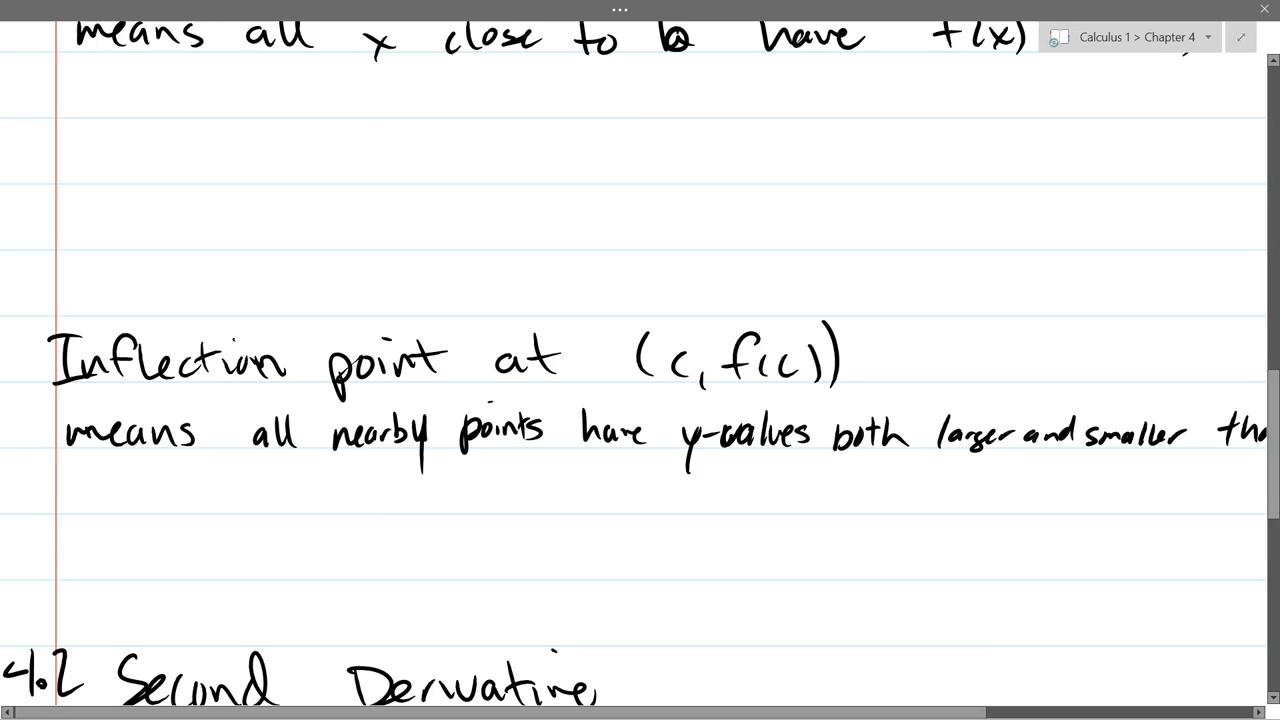 means all x close to b have f(x)
Calculus 1 > Chapter 4
Inflection point at (c, f(c))
means all nearby points have y-values both larger and smaller tha
4.2 Second Derivative